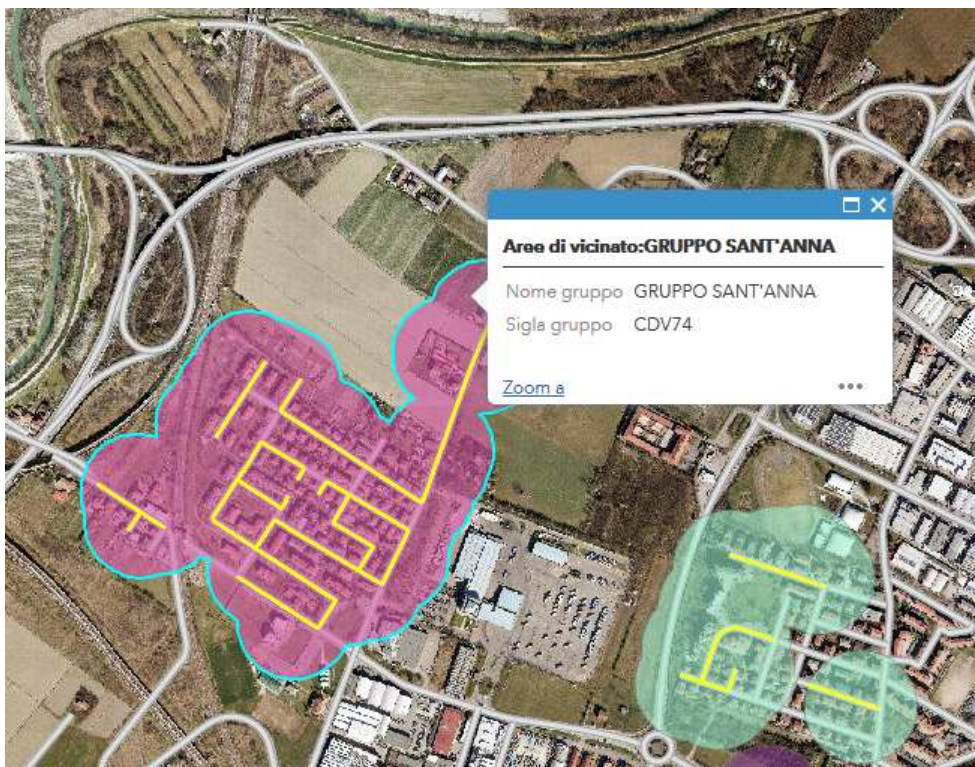 Aree di vicinato:GRUPPO SANT'ANNA
Nome gruppo GRUPPO SANT'ANNA
Sigla gruppo CDV74
Zoom a